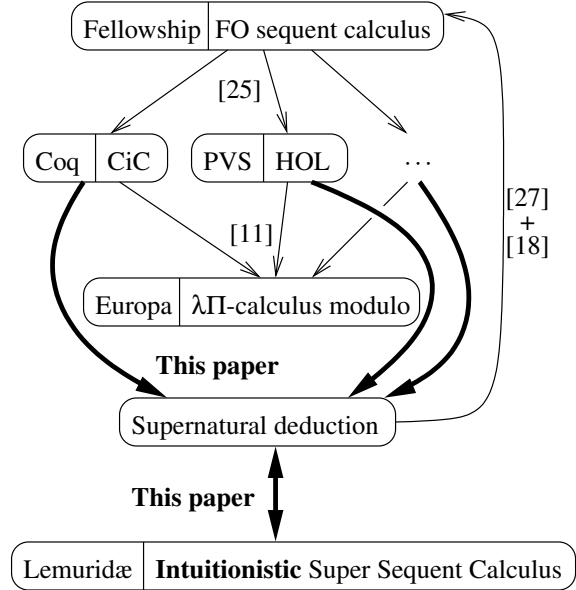 Fellowship FO sequent calculus
[25]
Coq CiC PVS HOL ...
[27]
+
[18]
[11]
Europa λΠ-calculus modulo
This paper
Supernatural deduction
This paper
Lemuridæ Intuitionistic Super Sequent Calculus